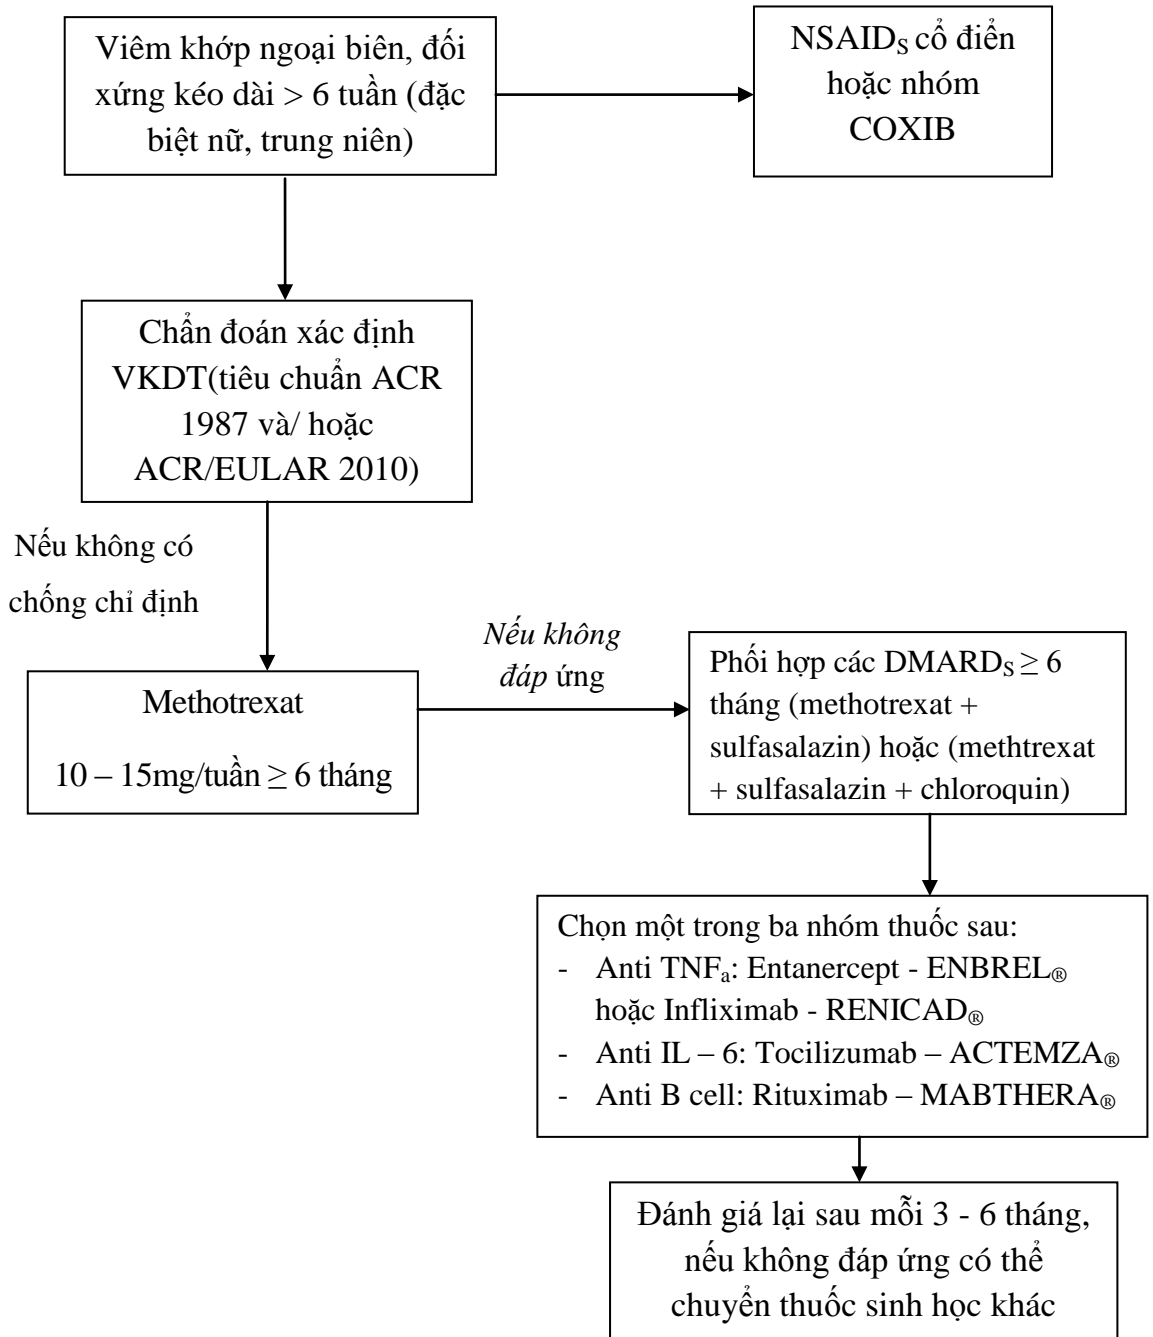 Viêm khớp ngoại biên, đối
xứng kéo dài > 6 tuần (đặc
biệt nữ, trung niên)
NSAIDS cổ điển
hoặc nhóm
COXIB
Chẩn đoán xác định
VKDT(tiêu chuẩn ACR
1987 và/ hoặc
ACR/EULAR 2010)
Nếu không có
chống chỉ định
Methotrexat
10 – 15mg/tuần ≥ 6 tháng
Nếu không
đáp ứng
Phối hợp các DMARDS ≥ 6
tháng (methotrexat +
sulfasalazin) hoặc (methtrexat
+ sulfasalazin + chloroquin)
Chọn một trong ba nhóm thuốc sau:
- Anti TNFa: Entanercept - ENBREL®
hoặc Infliximab - RENICAD®
- Anti IL – 6: Tocilizumab – ACTEMZA®
- Anti B cell: Rituximab – MABTHERA®
Đánh giá lại sau mỗi 3 - 6 tháng,
nếu không đáp ứng có thể
chuyển thuốc sinh học khác